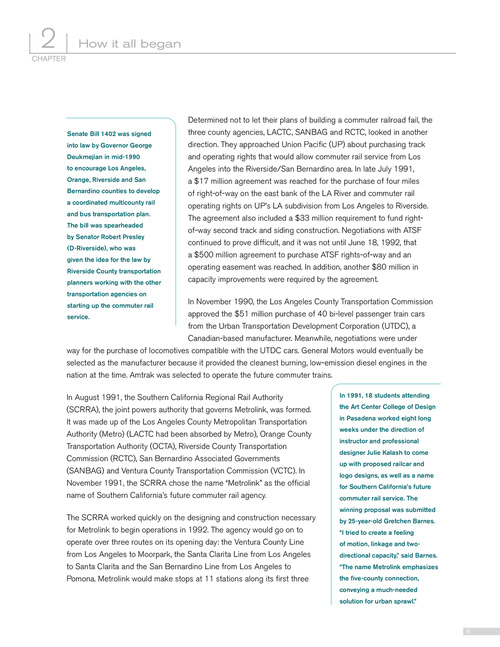 2
CHAPTER
How it all began
Senate Bill 1402 was signed
into law by Governor George
Deukmejian in mid-1990
to encourage Los Angeles,
Orange, Riverside and San
Bernardino counties to develop
a coordinated multicounty rail
and bus transportation plan.
The bill was spearheaded
by Senator Robert Presley
(D-Riverside), who was
given the idea for the law by
Riverside County transportation
planners working with the other
transportation agencies on
starting up the commuter rail
service.
Determined not to let their plans of building a commuter railroad fail, the
three county agencies, LACTC, SANBAG and RCTC, looked in another
direction. They approached Union Pacific (UP) about purchasing track
and operating rights that would allow commuter rail service from Los
Angeles into the Riverside/San Bernardino area. In late July 1991,
a $17 million agreement was reached for the purchase of four miles
of right-of-way on the east bank of the LA River and commuter rail
operating rights on UP's LA subdivision from Los Angeles to Riverside.
The agreement also included a $33 million requirement to fund right-
of-way second track and siding construction. Negotiations with ATSF
continued to prove difficult, and it was not until June 18, 1992, that
a $500 million agreement to purchase ATSF rights-of-way and an
operating easement was reached. In addition, another $80 million in
capacity improvements were required by the agreement.
In November 1990, the Los Angeles County Transportation Commission
approved the $51 million purchase of 40 bi-level passenger train cars
from the Urban Transportation Development Corporation (UTDC), a
Canadian-based manufacturer. Meanwhile, negotiations were under
way for the purchase of locomotives compatible with the UTDC cars. General Motors would eventually be
selected as the manufacturer because it provided the cleanest burning, low-emission diesel engines in the
nation at the time. Amtrak was selected to operate the future commuter trains.
In August 1991, the Southern California Regional Rail Authority
(SCRRA), the joint powers authority that governs Metrolink, was formed.
It was made up of the Los Angeles County Metropolitan Transportation
Authority (Metro) (LACTC had been absorbed by Metro), Orange County
Transportation Authority (OCTA), Riverside County Transportation
Commission (RCTC), San Bernardino Associated Governments
(SANBAG) and Ventura County Transportation Commission (VCTC). In
November 1991, the SCRRA chose the name "Metrolink" as the official
name of Southern California's future commuter rail agency.
The SCRRA worked quickly on the designing and construction necessary
for Metrolink to begin operations in 1992. The agency would go on to
operate over three routes on its opening day: the Ventura County Line
from Los Angeles to Moorpark, the Santa Clarita Line from Los Angeles
to Santa Clarita and the San Bernardino Line from Los Angeles to
Pomona. Metrolink would make stops at 11 stations along its first three
In 1991, 18 students attending
the Art Center College of Design
in Pasadena worked eight long
weeks under the direction of
instructor and professional
designer Julie Kalash to come
up with proposed railcar and
logo designs, as well as a name
for Southern California's future
commuter rail service. The
winning proposal was submitted
by 25-year-old Gretchen Barnes.
"I tried to create a feeling
of motion, linkage and two-
directional capacity," said Barnes.
"The name Metrolink emphasizes
the five-county connection,
conveying a much-needed
solution for urban sprawl."